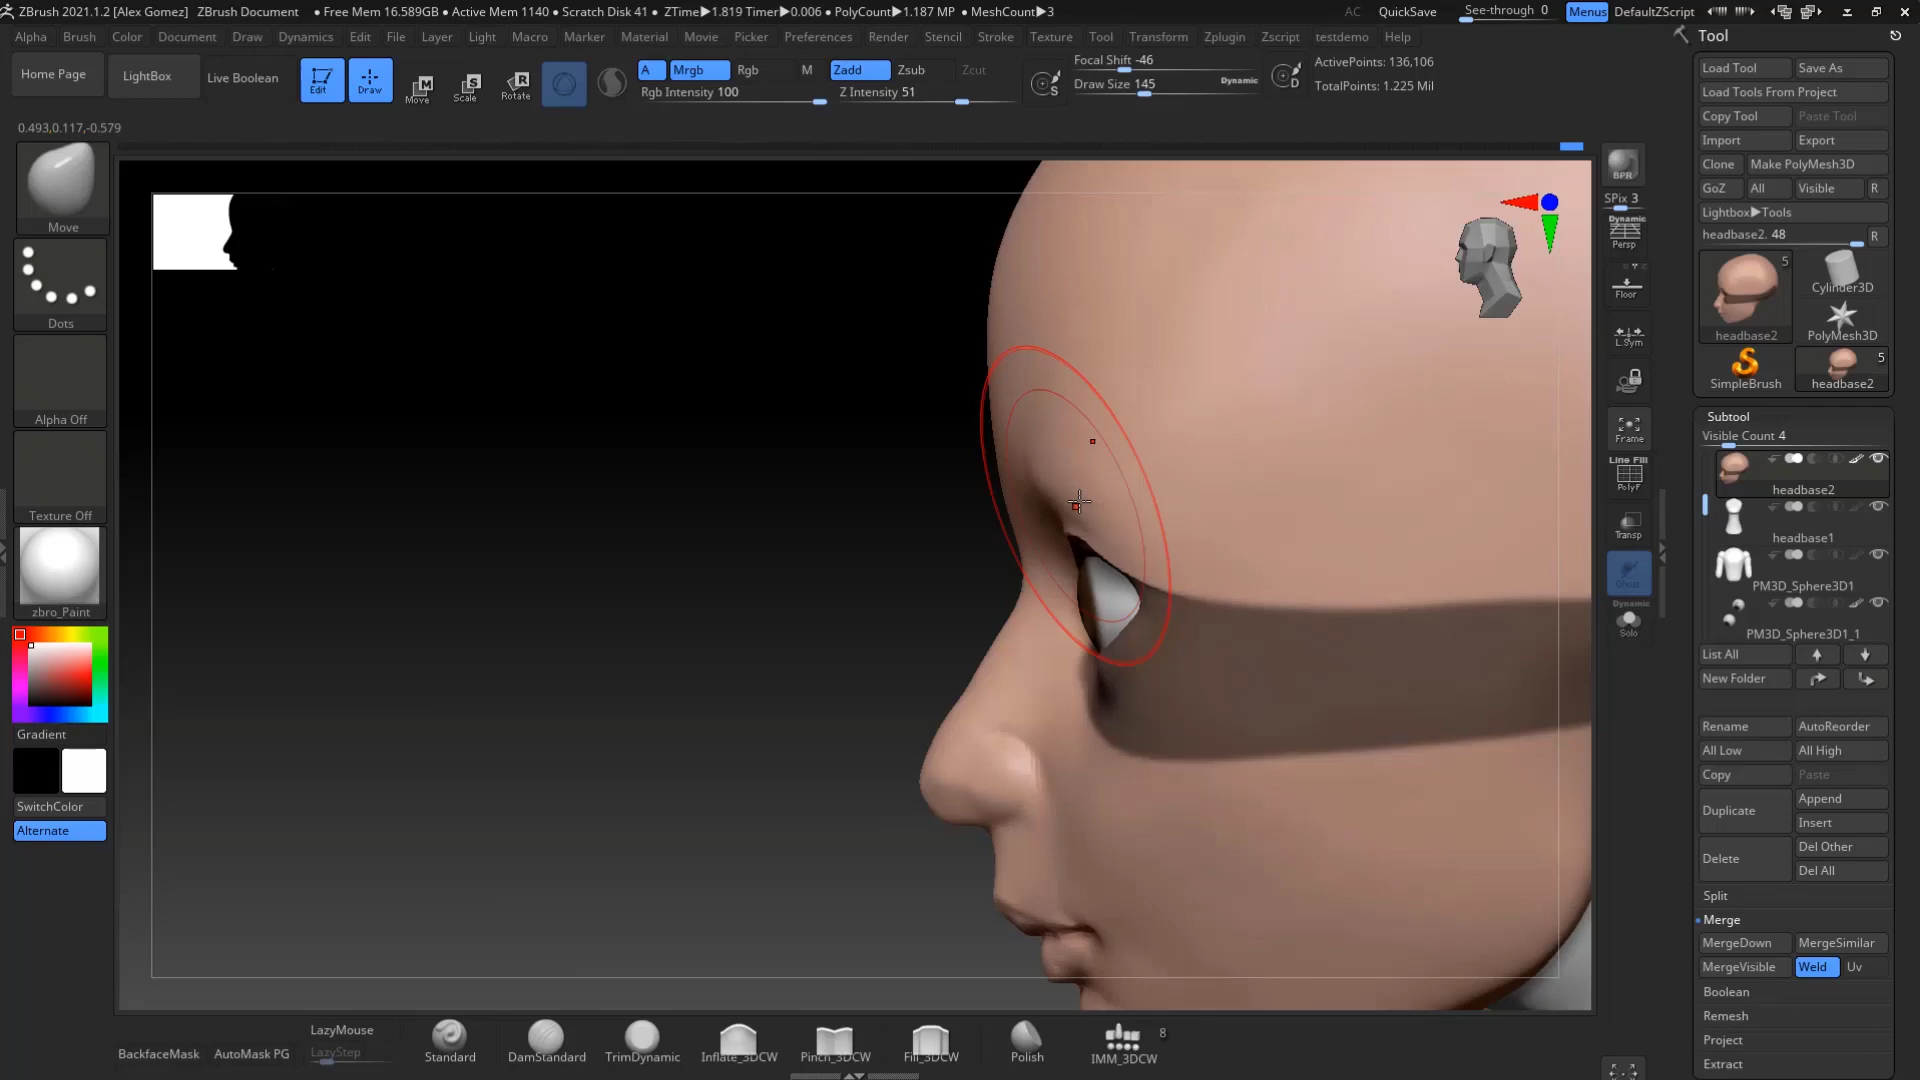 ZBrush 2021.1.2 [Alex Gomez] ZBrush Document • Free Mem 16.589GB • Active Mem 1140 • Scratch Disk 41 • ZTime▶1.819 Timer▶0.006 • PolyCount▶1.187 MP • MeshCount▶3 AC QuickSave See-through 0 Menus DefaultZScript
Alpha Brush Color Document Draw Dynamics Edit File Layer Light Macro Marker Material Movie Picker Preferences Render Stencil Stroke Texture Tool Transform Zplugin Zscript testdemo Help
Home Page LightBox Live Boolean
Edit Draw Move Scale Rotate
A Mrgb Rgb M Zadd Zsub Zcut
Rgb Intensity 100 Z Intensity 51
Focal Shift -46
Draw Size 145 Dynamic
ActivePoints: 136,106
TotalPoints: 1.225 Mil
0.493,0.117,-0.579
Move
Dots
Alpha Off
Texture Off
zbro_Paint
Gradient
SwitchColor
Alternate
BPR
SPix 3
Dynamic
Persp
Floor
L.Sym
Frame
Line Fill
PolyF
Transp
Ghost
Dynamic
Solo
Tool
Load Tool Save As
Load Tools From Project
Copy Tool Paste Tool
Import Export
Clone Make PolyMesh3D
GoZ All Visible R
Lightbox▶Tools
headbase2. 48 R
5
headbase2
Cylinder3D
PolyMesh3D
SimpleBrush
5
headbase2
Subtool
Visible Count 4
headbase2
headbase1
PM3D_Sphere3D1
PM3D_Sphere3D1_1
List All
New Folder
Rename AutoReorder
All Low All High
Copy Paste
Duplicate Append
Insert
Delete Del Other
Del All
Split
Merge
MergeDown MergeSimilar
MergeVisible Weld Uv
Boolean
Remesh
Project
Extract
BackfaceMask AutoMask PG
LazyMouse
LazyStep
Standard DamStandard TrimDynamic Inflate_3DCW Pinch_3DCW Fill_3DCW Polish IMM_3DCW
8